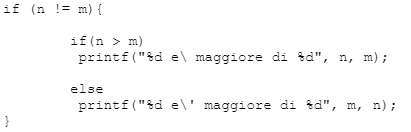 if (n != m){
if(n > m)
printf("%d e\ maggiore di %d", n, m);
else
printf("%d e\' maggiore di %d", m, n);
}